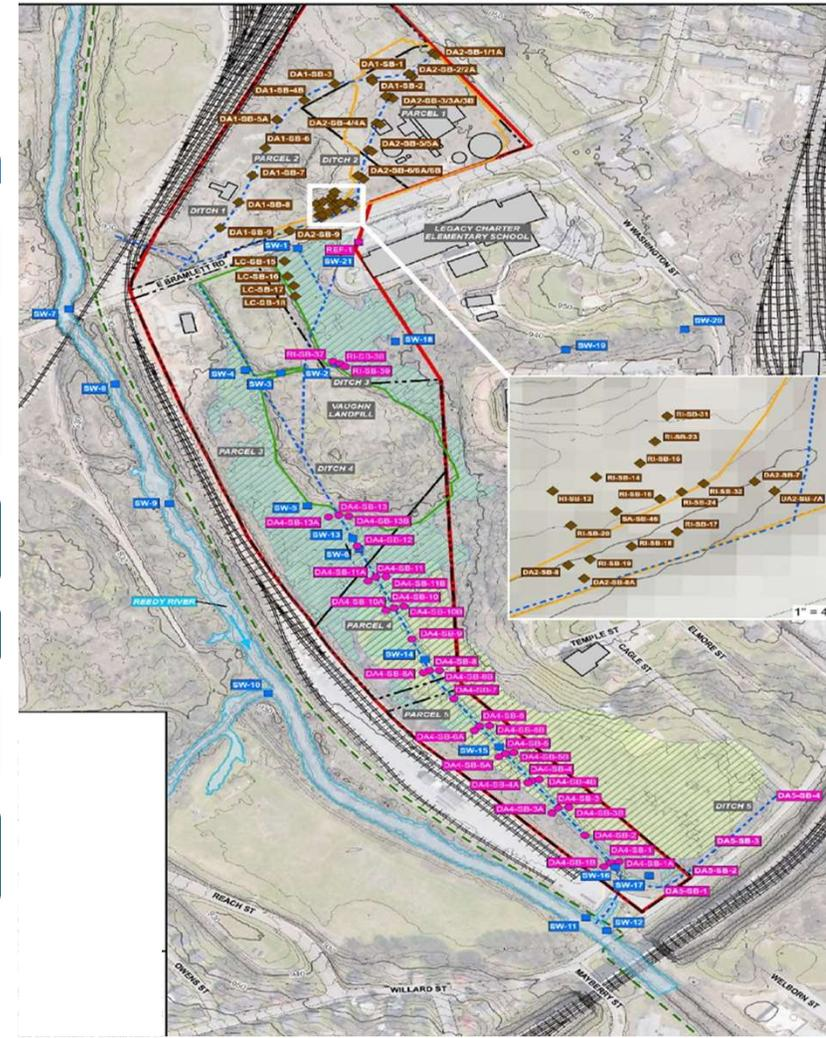 DA2-SB-1/1A
DA1-SB-1
DA2-SB-2/2A
DA1-SB-3
DA1-SB-2
DA1-SB-4B
DA2-SB-3/3A/3B
PARCEL 1
DA1-SB-5A
DA2-SB-4/4A
DA1-SB-6
DA2-SB-5/5A
PARCEL 2
DITCH 2
DA1-SB-7
DA2-SB-6/6A/6B
DA1-SB-8
DITCH 1
DA1-SB-9
DA2-SB-9
LEGACY CHARTER
ELEMENTARY SCHOOL
W WASHINGTON ST
SW-1
REF-1
SW-21
LC-SB-15
E BRAMLETT RD
LC-SB-16
LC-SB-17
LC-SB-18
950
940
SW-7
SW-20
SW-18
SW-19
RI-SB-37
RI-SB-38
RI-SB-39
SW-4
SW-2
SW-3
DITCH 3
SW-8
VAUGHN
LANDFILL
PARCEL 3
DITCH 4
RI-SB-31
RI-SB-23
RI-SB-15
RI-SB-14
DA2-SB-7
RI-SB-13
RI-SB-16
RI-SB-32
DA2-SB-7A
RI-SB-24
SA-SB-46
RI-SB-20
RI-SB-17
RI-SB-18
RI-SB-19
DA2-SB-8
DA2-SB-8A
1" = 4
SW-9
SW-5
DA4-SB-13
DA4-SB-13A
DA4-SB-13B
SW-13
DA4-SB-12
SW-6
DA4-SB-11
DA4-SB-11A
DA4-SB-11B
DA4-SB-10
REEDY RIVER
DA4-SB-10A
DA4-SB-10B
PARCEL 4
DA4-SB-9
TEMPLE ST
ELMORE ST
CAGLE ST
SW-14
DA4-SB-8
DA4-SB-8A
DA4-SB-8B
SW-10
DA4-SB-7
PARCEL 5
DA4-SB-6
DA4-SB-6A
DA4-SB-6B
SW-15
DA4-SB-5
DA4-SB-5B
DA4-SB-5A
DA4-SB-4
DA4-SB-4A
DA4-SB-4B
DA5-SB-4
DA4-SB-3
DITCH 5
DA4-SB-3A
DA4-SB-3B
DA4-SB-2
DA5-SB-3
DA4-SB-1
DA4-SB-1B
DA4-SB-1A
DA5-SB-2
SW-16
SW-17
DA5-SB-1
REACH ST
SW-11
SW-12
OWENS ST
WILLARD ST
MAYBERRY ST
WELBORN ST